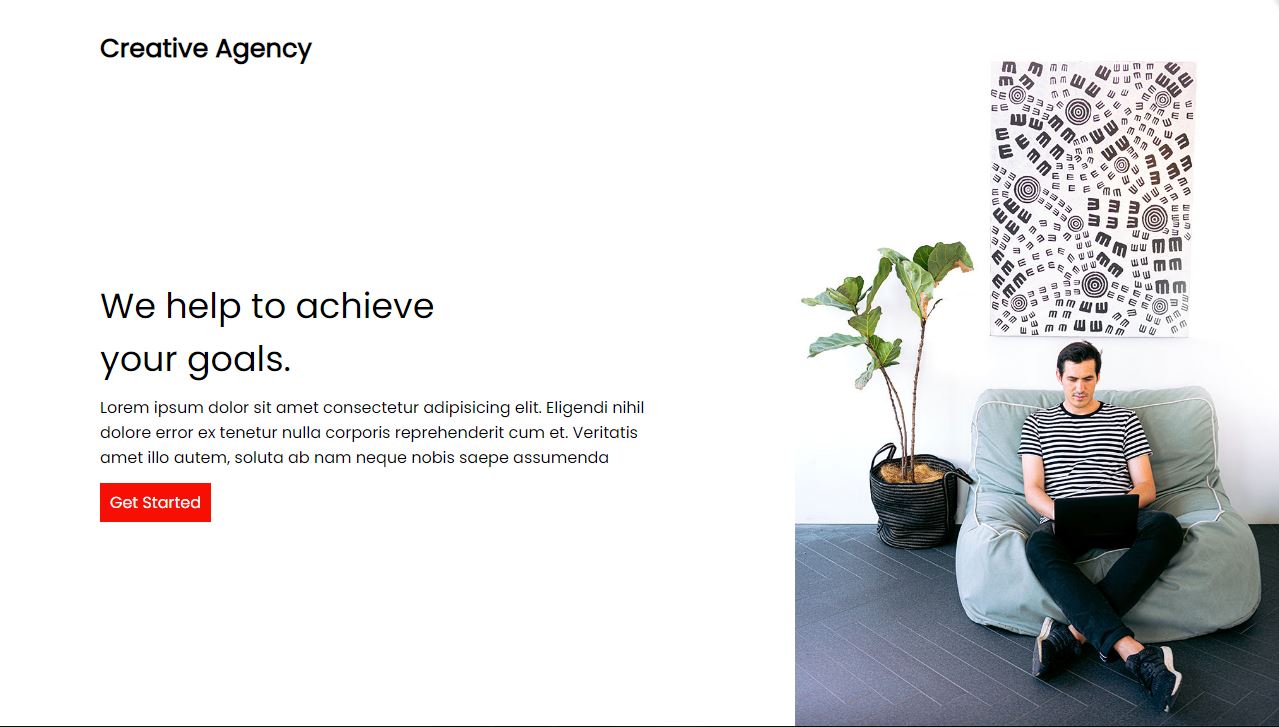 Creative Agency
We help to achieve
your goals.
Lorem ipsum dolor sit amet consectetur adipisicing elit. Eligendi nihil
dolore error ex tenetur nulla corporis reprehenderit cum et. Veritatis
amet illo autem, soluta ab nam neque nobis saepe assumenda
Get Started